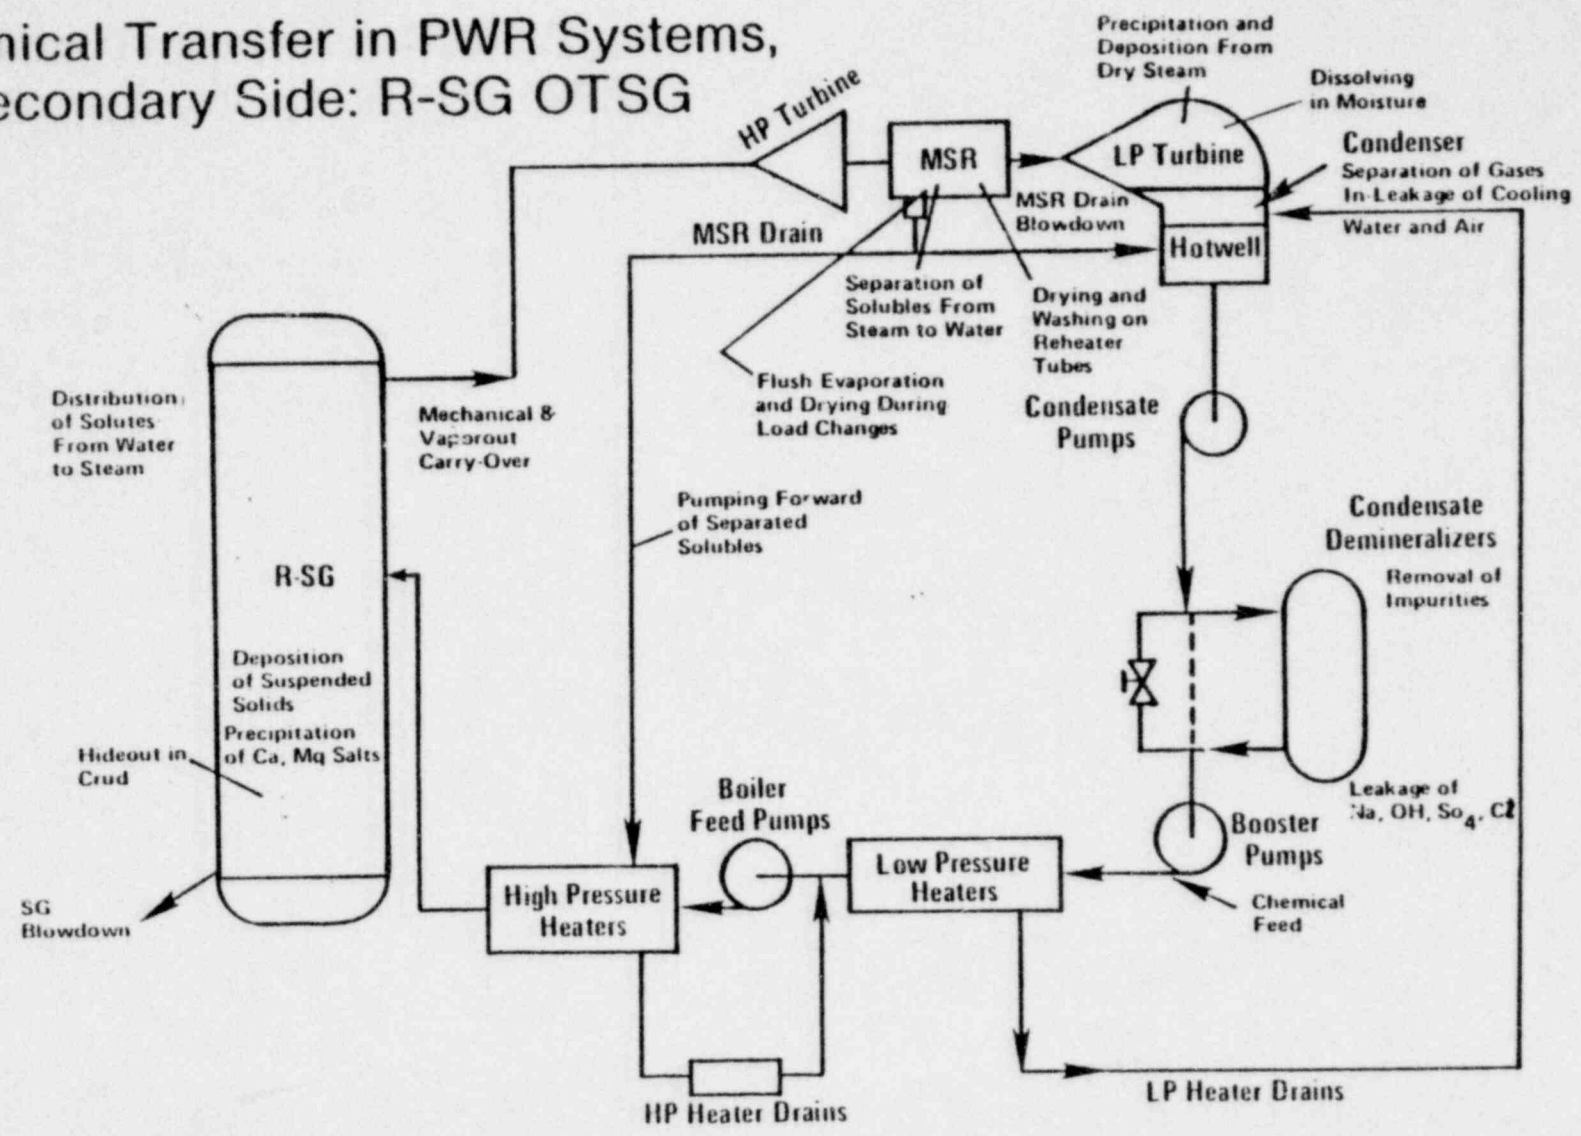 nical Transfer in PWR Systems,
econdary Side: R-SG OTSG
HP Turbine
MSR
LP Turbine
Precipitation and
Deposition From
Dry Steam
Dissolving
in Moisture
Condenser
Separation of Gases
In-Leakage of Cooling
Water and Air
MSR Drain
Blowdown
MSR Drain
Hotwell
Separation of
Solubles From
Steam to Water
Drying and
Washing on
Reheater
Tubes
Flush Evaporation
and Drying During
Load Changes
Distribution
of Solutes
From Water
to Steam
Mechanical &
Vaporout
Carry-Over
Condensate
Pumps
Pumping Forward
of Separated
Solubles
Condensate
Demineralizers
Removal of
Impurities
R-SG
Deposition
of Suspended
Solids
Precipitation
of Ca, Mg Salts
Hideout in
Crud
Leakage of
Na, OH, So4, Cl
Boiler
Feed Pumps
Booster
Pumps
Low Pressure
Heaters
High Pressure
Heaters
Chemical
Feed
SG
Blowdown
HP Heater Drains
LP Heater Drains